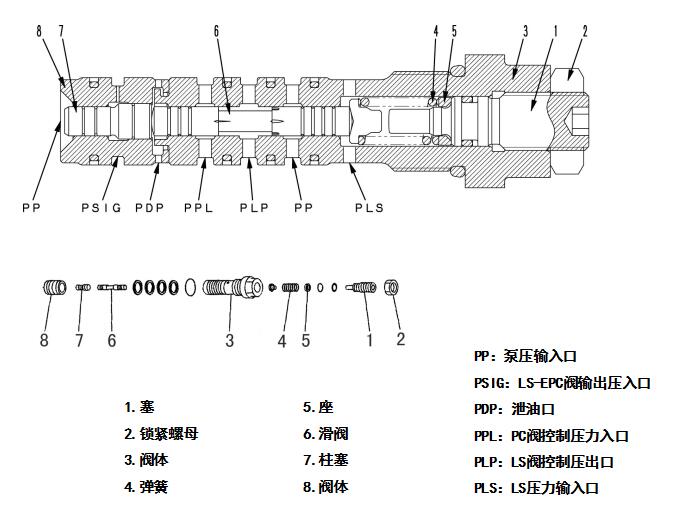 8 7 6 4 5 3 1 2
PP PSIG PDP PPL PLP PP PLS
8 7 6 3 4 5 1 2
PP：泵压输入口
PSIG：LS-EPC阀输出压入口
1.塞 5.座 PDP：泄油口
2.锁紧螺母 6.滑阀 PPL：PC阀控制压力入口
3.阀体 7.柱塞 PLP：LS阀控制压出口
4.弹簧 8.阀体 PLS：LS压力输入口